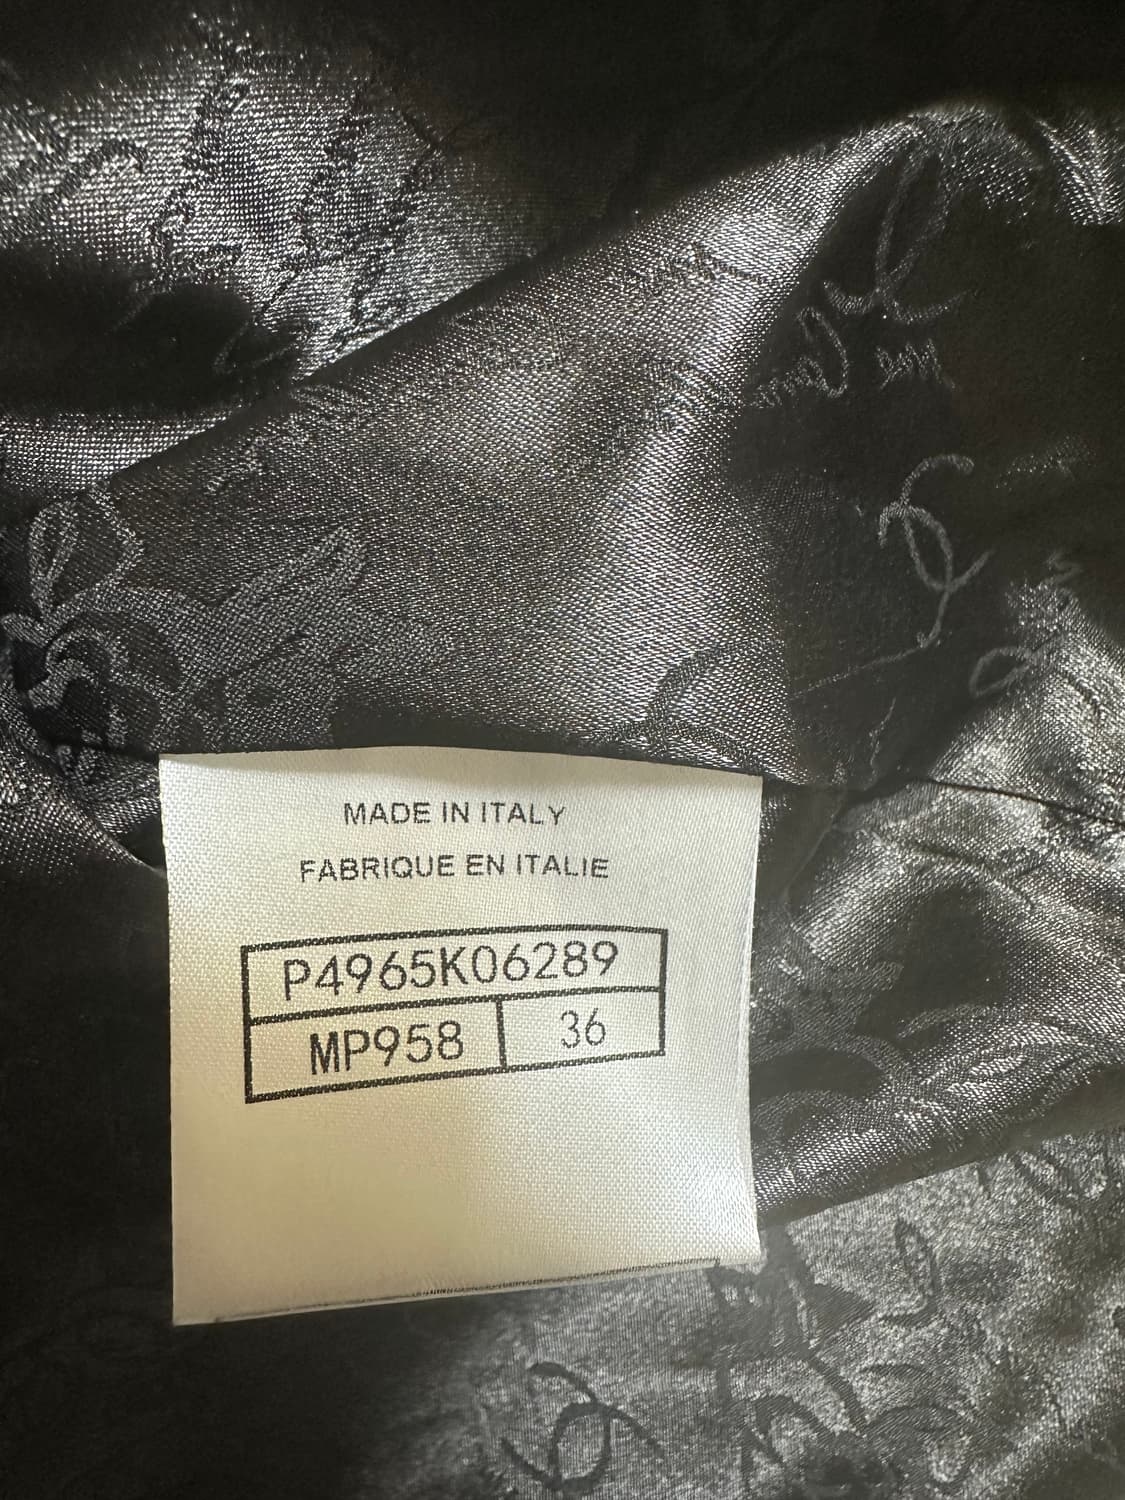 MADE IN ITALY
FABRIQUE EN ITALIE
P4965K06289
MP958 36